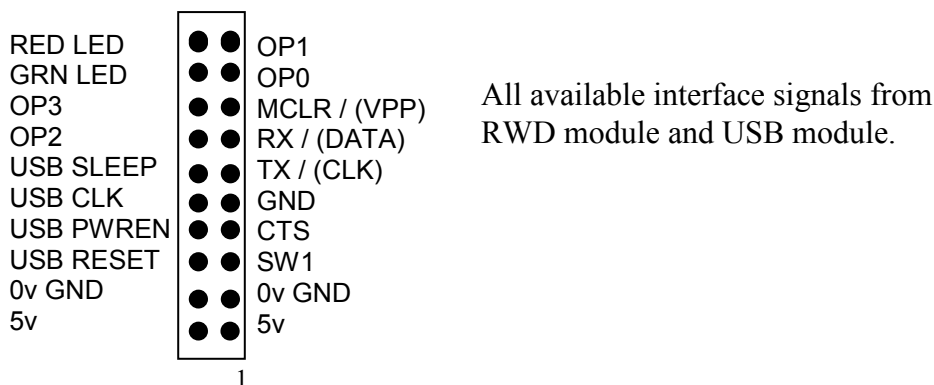 RED LED
GRN LED
OP3
OP2
USB SLEEP
USB CLK
USB PWREN
USB RESET
0v GND
5v
OP1
OP0
MCLR / (VPP)
RX / (DATA)
TX / (CLK)
GND
CTS
SW1
0v GND
5v
1
All available interface signals from
RWD module and USB module.